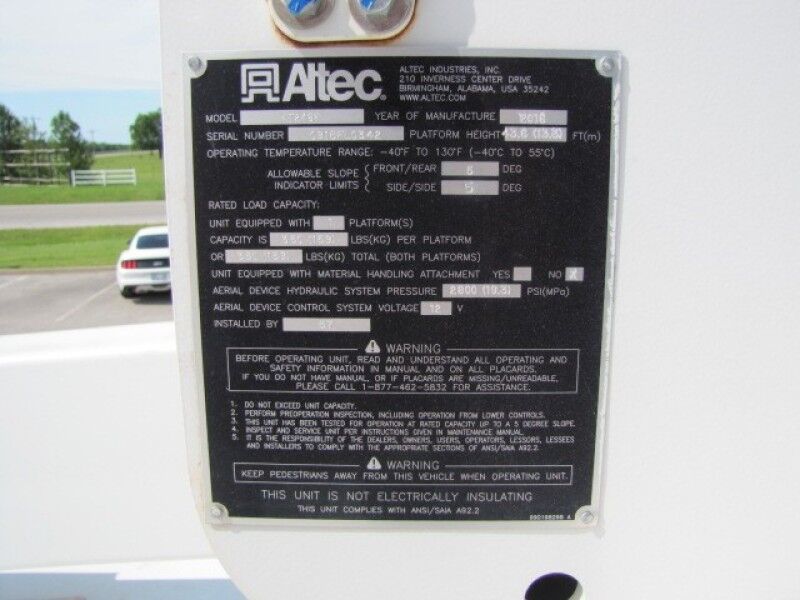 Altec
ALTEC INDUSTRIES, INC.
210 INVERNESS CENTER DRIVE
BIRMINGHAM, ALABAMA, USA 35242
WWW.ALTEC.COM
MODEL YEAR OF MANUFACTURE 2016
SERIAL NUMBER PLATFORM HEIGHT FT(m)
OPERATING TEMPERATURE RANGE: -40°F TO 130°F (-40°C TO 55°C)
ALLOWABLE SLOPE INDICATOR LIMITS
FRONT/REAR 5 DEG
SIDE/SIDE 5 DEG
RATED LOAD CAPACITY:
UNIT EQUIPPED WITH 1 PLATFORM(S)
CAPACITY IS LBS(KG) PER PLATFORM
OR LBS(KG) TOTAL (BOTH PLATFORMS)
UNIT EQUIPPED WITH MATERIAL HANDLING ATTACHMENT YES NO X
AERIAL DEVICE HYDRAULIC SYSTEM PRESSURE 2800 (19.3) PSI(MPa)
AERIAL DEVICE CONTROL SYSTEM VOLTAGE 12 V
INSTALLED BY
WARNING
BEFORE OPERATING UNIT, READ AND UNDERSTAND ALL OPERATING AND
SAFETY INFORMATION IN MANUAL AND ON ALL PLACARDS.
IF YOU DO NOT HAVE MANUAL, OR IF PLACARDS ARE MISSING/UNREADABLE,
PLEASE CALL 1-877-462-5832 FOR ASSISTANCE.
1. DO NOT EXCEED UNIT CAPACITY.
2. PERFORM PREOPERATION INSPECTION, INCLUDING OPERATION FROM LOWER CONTROLS.
3. THIS UNIT HAS BEEN TESTED FOR OPERATION AT RATED CAPACITY UP TO A 5 DEGREE SLOPE.
4. INSPECT AND SERVICE UNIT PER INSTRUCTIONS GIVEN IN MAINTENANCE MANUAL.
5. IT IS THE RESPONSIBILITY OF THE DEALERS, OWNERS, USERS, OPERATORS, LESSORS, LESSEES
AND INSTALLERS TO COMPLY WITH THE APPROPRIATE SECTIONS OF ANSI/SAIA A92.2.
WARNING
KEEP PEDESTRIANS AWAY FROM THIS VEHICLE WHEN OPERATING UNIT.
THIS UNIT IS NOT ELECTRICALLY INSULATING
THIS UNIT COMPLIES WITH ANSI/SAIA A92.2